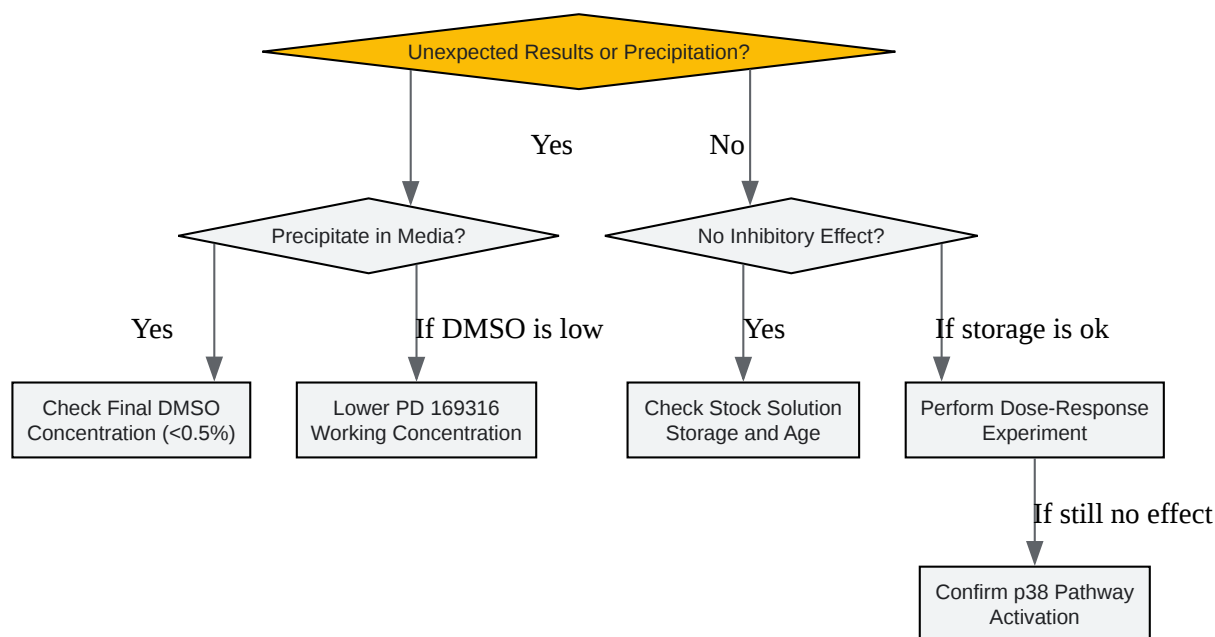 Unexpected Results or Precipitation?
Yes
No
Precipitate in Media?
No Inhibitory Effect?
Yes
If DMSO is low
Yes
If storage is ok
Check Final DMSO
Concentration (<0.5%)
Lower PD 169316
Working Concentration
Check Stock Solution
Storage and Age
Perform Dose-Response
Experiment
If still no effect
Confirm p38 Pathway
Activation